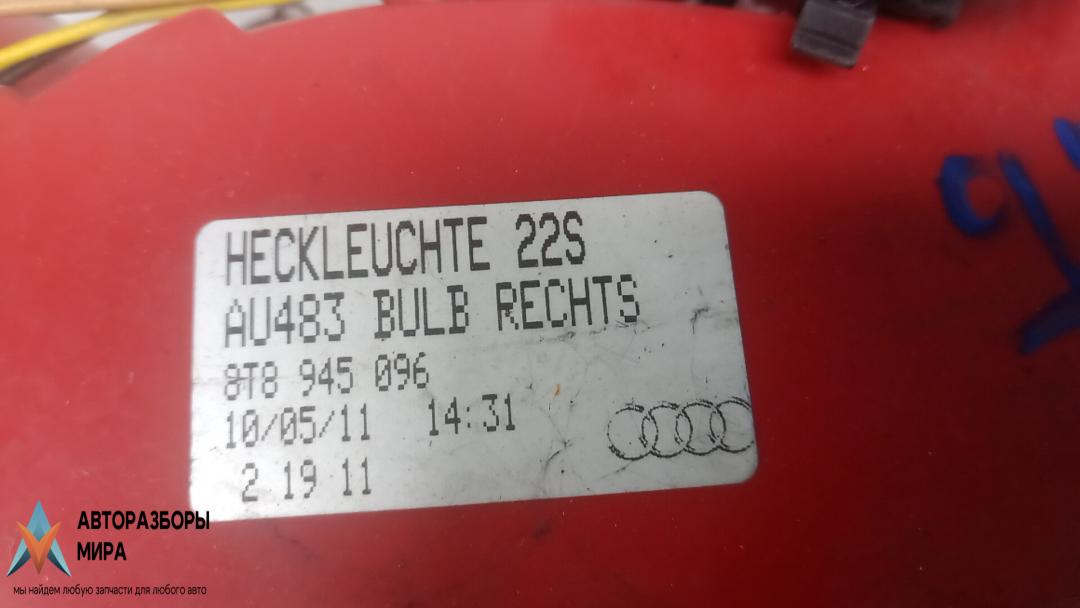 HECKLEUCHTE 22S
AU483 BULB RECHTS
8T8 945 096
10/05/11 14:31
2 19 11
АВТОРАЗБОРЫ
МИРА
мы найдем любую запчасти для любого авто